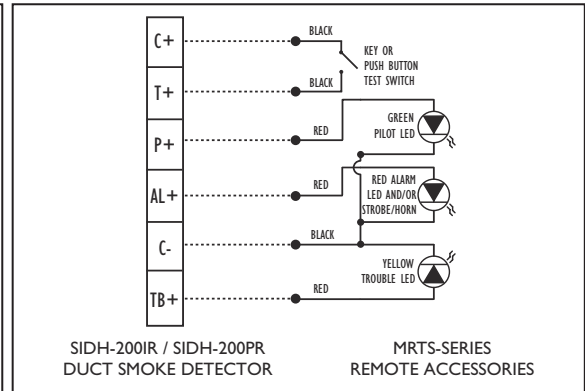 C+
BLACK
KEY OR
PUSH BUTTON
TEST SWITCH
T+
BLACK
P+
RED
GREEN
PILOT LED
AL+
RED
RED ALARM
LED AND/OR
STROBE/HORN
C-
BLACK
YELLOW
TROUBLE LED
TB+
RED
SIDH-200IR / SIDH-200PR
DUCT SMOKE DETECTOR
MRTS-SERIES
REMOTE ACCESSORIES